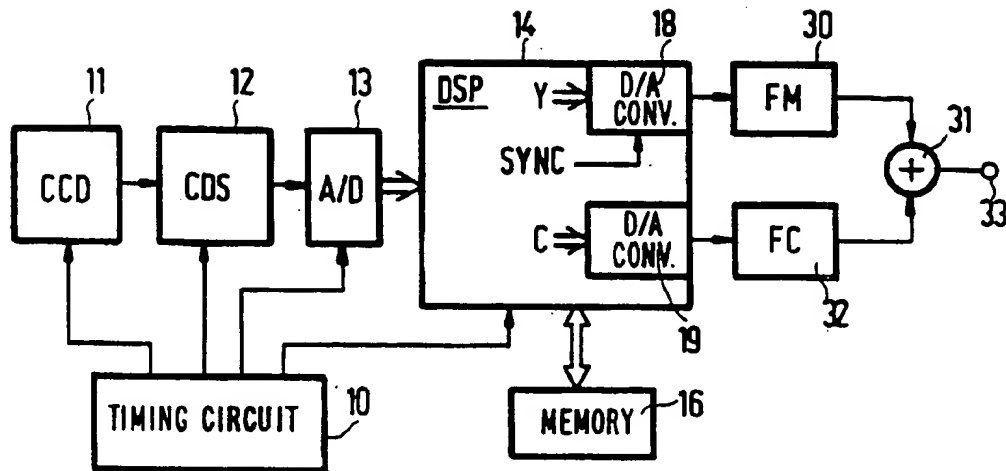 14
18
30
11
12
13
DSP
Y
D/A
CONV.
FM
31
CCD
CDS
A/D
SYNC
+
33
C
D/A
CONV.
FC
19
32
TIMING CIRCUIT
10
MEMORY
16